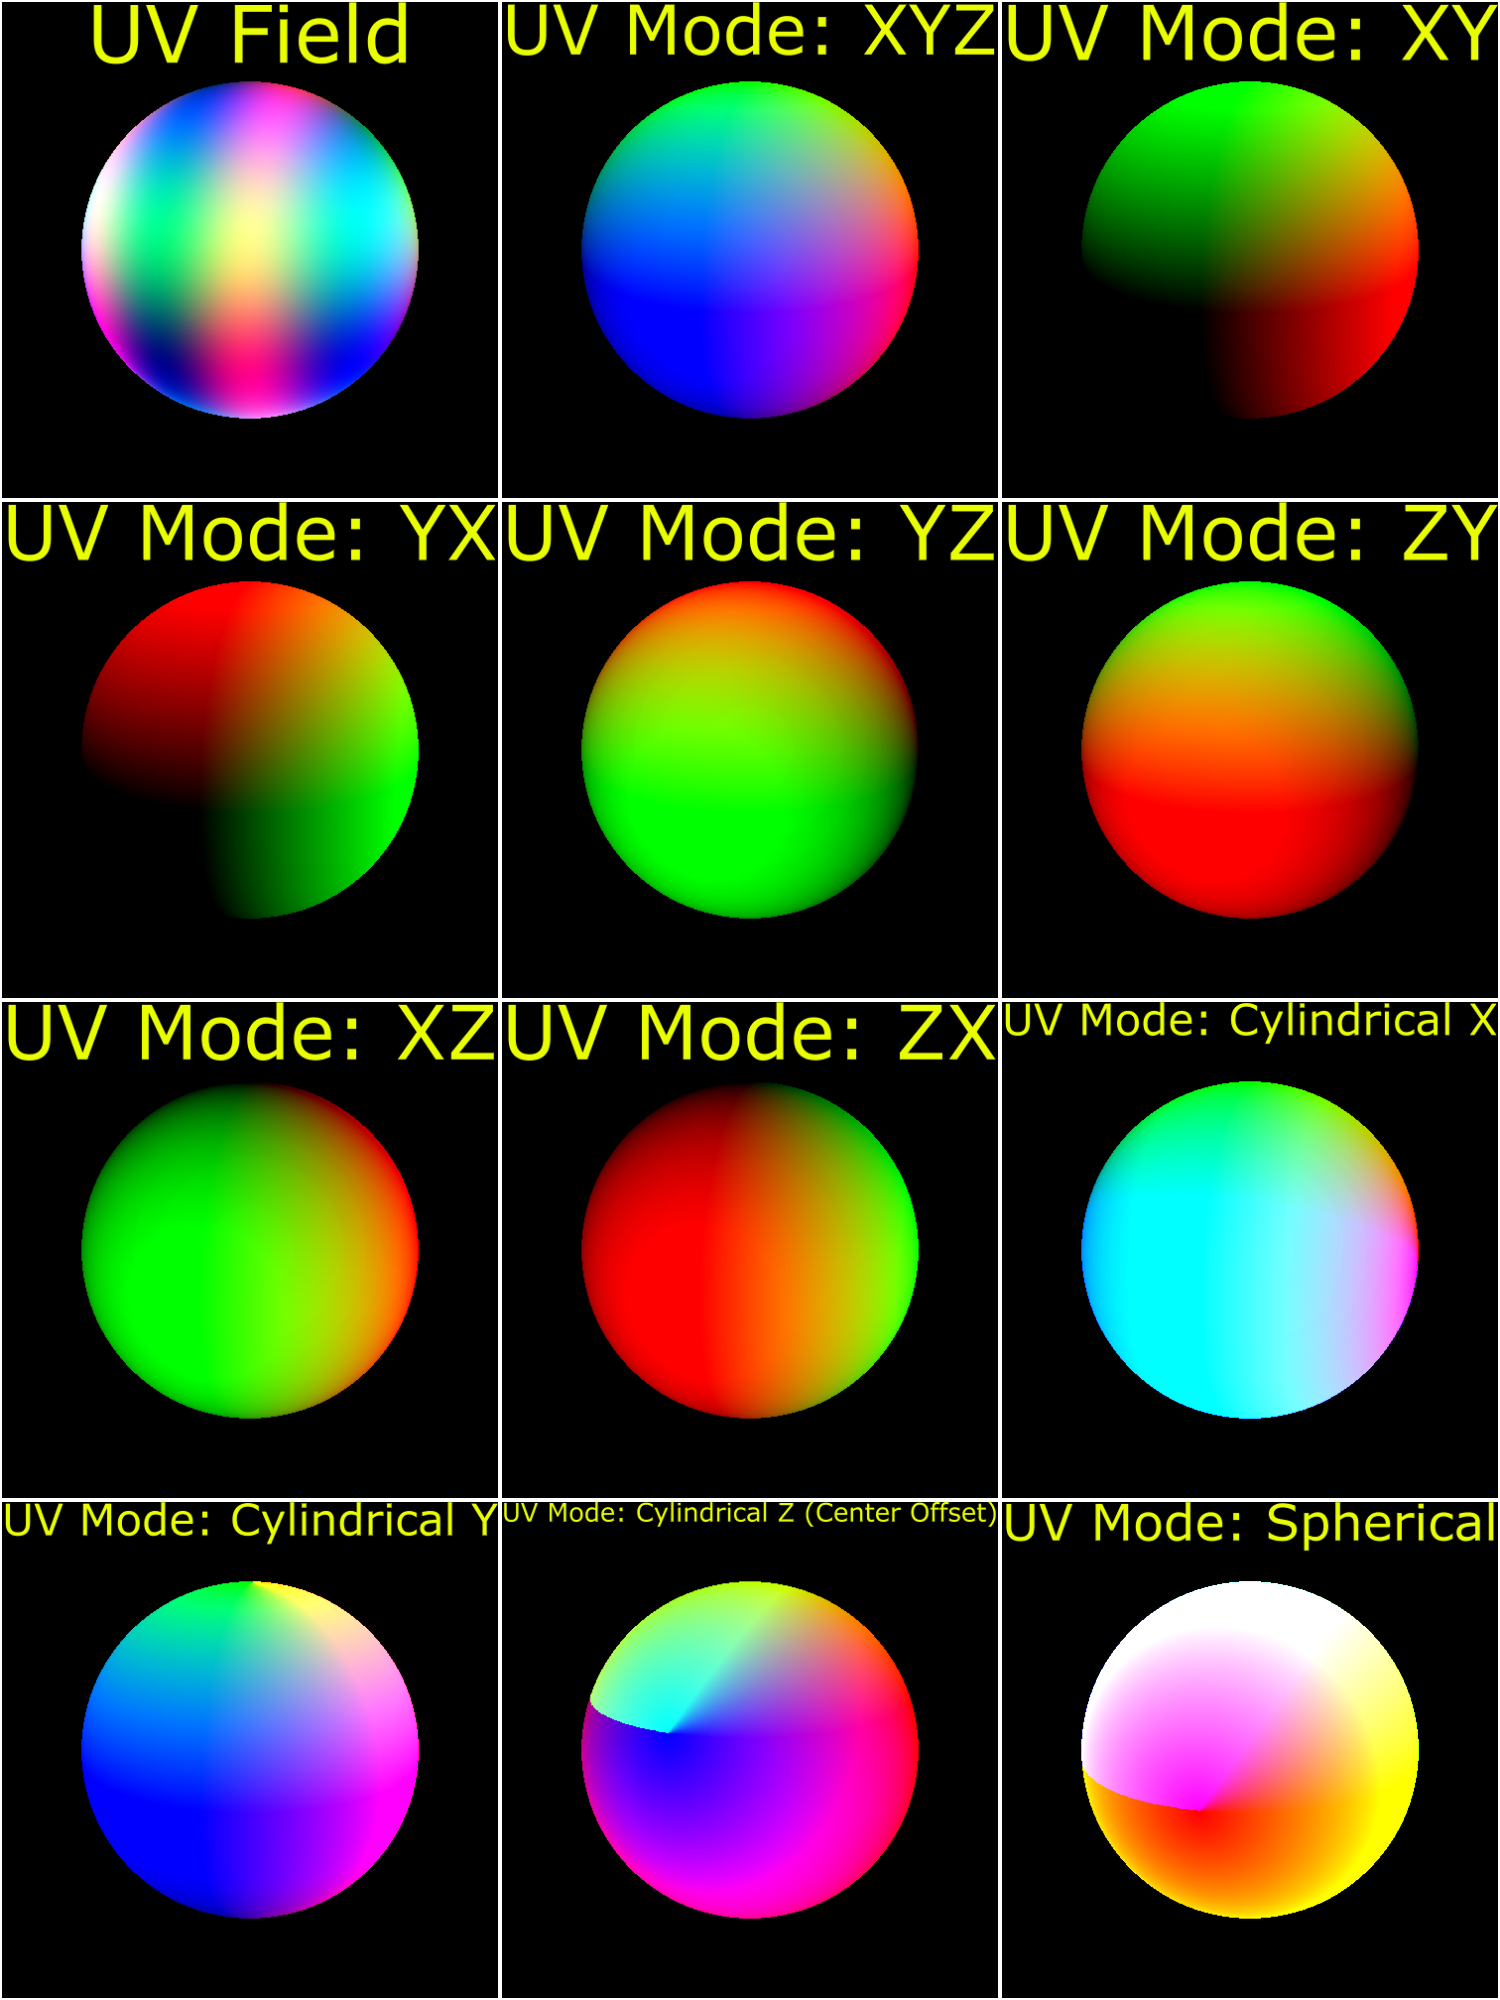 UV Field
UV Mode: XYZ
UV Mode: XY
UV Mode: YX
UV Mode: YZ
UV Mode: ZY
UV Mode: XZ
UV Mode: ZX
UV Mode: Cylindrical X
UV Mode: Cylindrical Y
UV Mode: Cylindrical Z (Center Offset)
UV Mode: Spherical